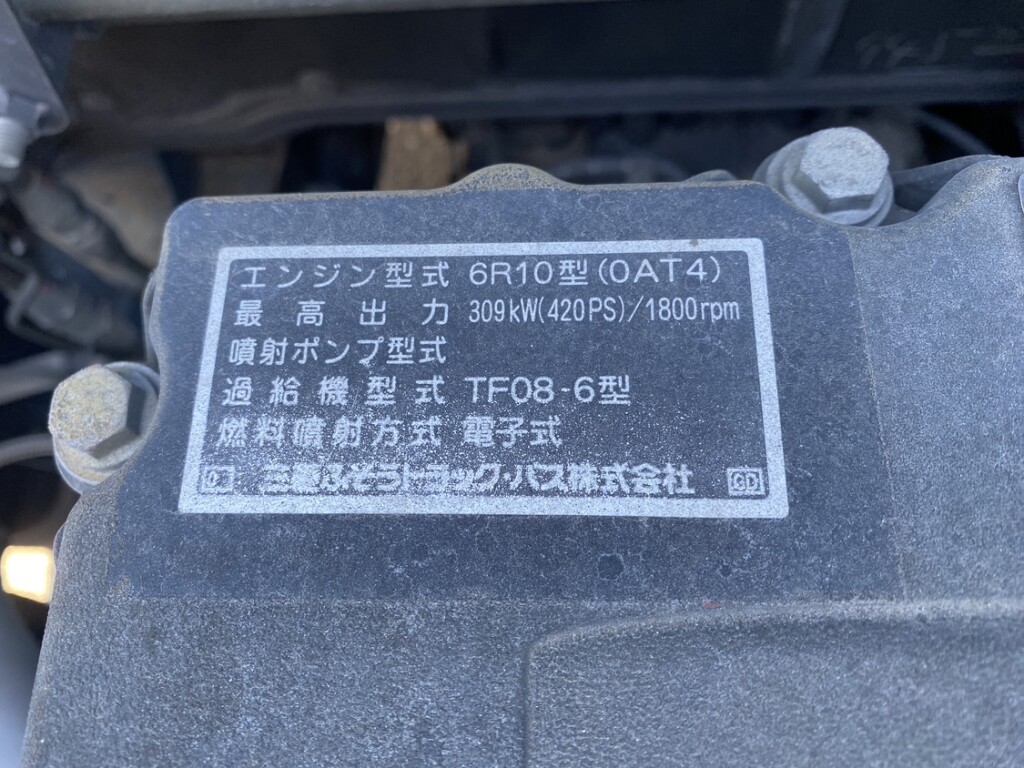 エンジン型式 6R10型(0AT4)
最高出力 309kW(420PS)/1800rpm
噴射ポンプ型式
過給機型式 TF08-6型
燃料噴射方式 電子式
三菱ふそうトラック・バス株式会社 GD